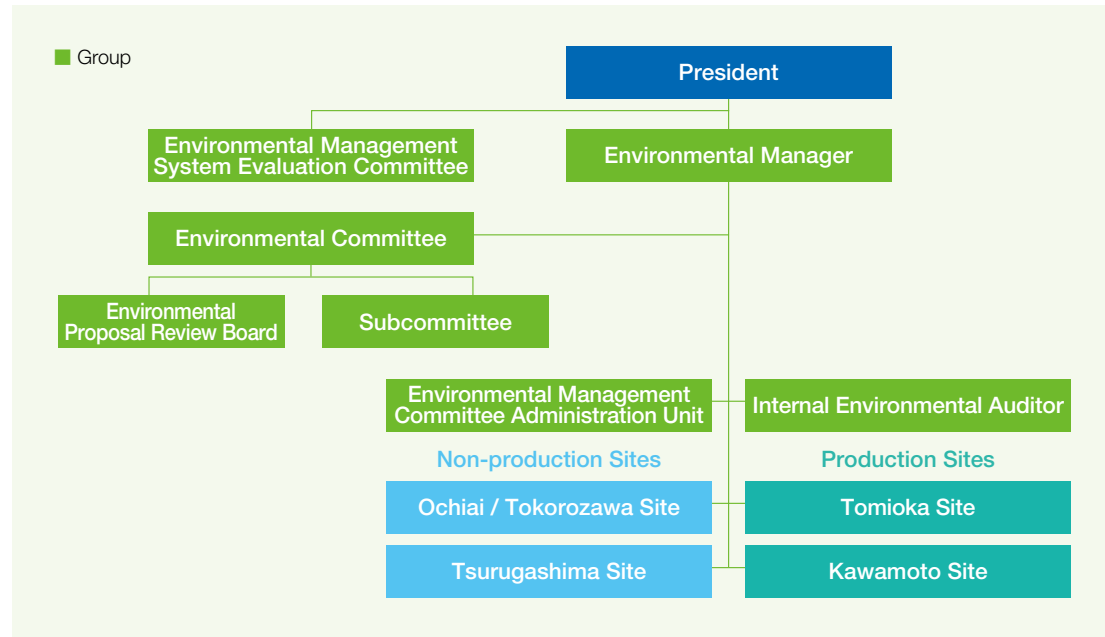 Group
President
Environmental Management
System Evaluation Committee
Environmental Manager
Environmental Committee
Environmental
Proposal Review Board
Subcommittee
Environmental Management
Committee Administration Unit
Internal Environmental Auditor
Non-production Sites
Production Sites
Ochiai / Tokorozawa Site
Tomioka Site
Tsurugashima Site
Kawamoto Site